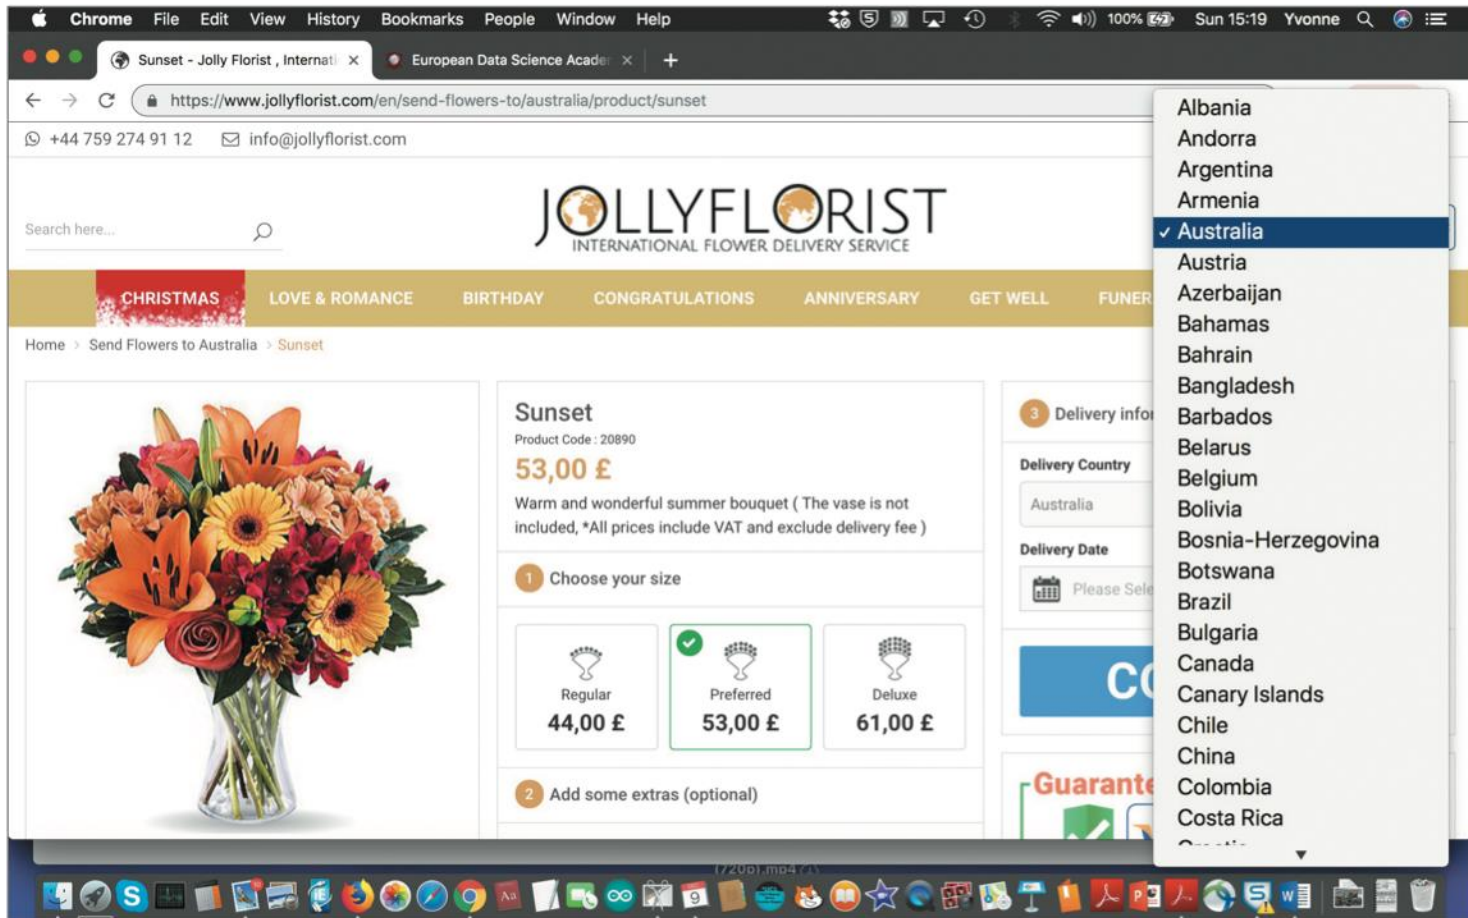 Chrome File Edit View History Bookmarks People Window Help 100% Sun 15:19 Yvonne
Sunset - Jolly Florist , Internati
European Data Science Acade
https://www.jollyflorist.com/en/send-flowers-to/australia/product/sunset
+44 759 274 91 12 info@jollyflorist.com
Search here...
JOLLYFLORIST
INTERNATIONAL FLOWER DELIVERY SERVICE
CHRISTMAS LOVE & ROMANCE BIRTHDAY CONGRATULATIONS ANNIVERSARY GET WELL FUNER
Home > Send Flowers to Australia > Sunset
Sunset
Product Code : 20890
53,00 £
Warm and wonderful summer bouquet ( The vase is not
included, *All prices include VAT and exclude delivery fee )
1 Choose your size
Regular
44,00 £
Preferred
53,00 £
Deluxe
61,00 £
2 Add some extras (optional)
3 Delivery infor
Delivery Country
Australia
Delivery Date
Please Sele
CO
Guarante
Albania
Andorra
Argentina
Armenia
✓ Australia
Austria
Azerbaijan
Bahamas
Bahrain
Bangladesh
Barbados
Belarus
Belgium
Bolivia
Bosnia-Herzegovina
Botswana
Brazil
Bulgaria
Canada
Canary Islands
Chile
China
Colombia
Costa Rica
(720p).mp4